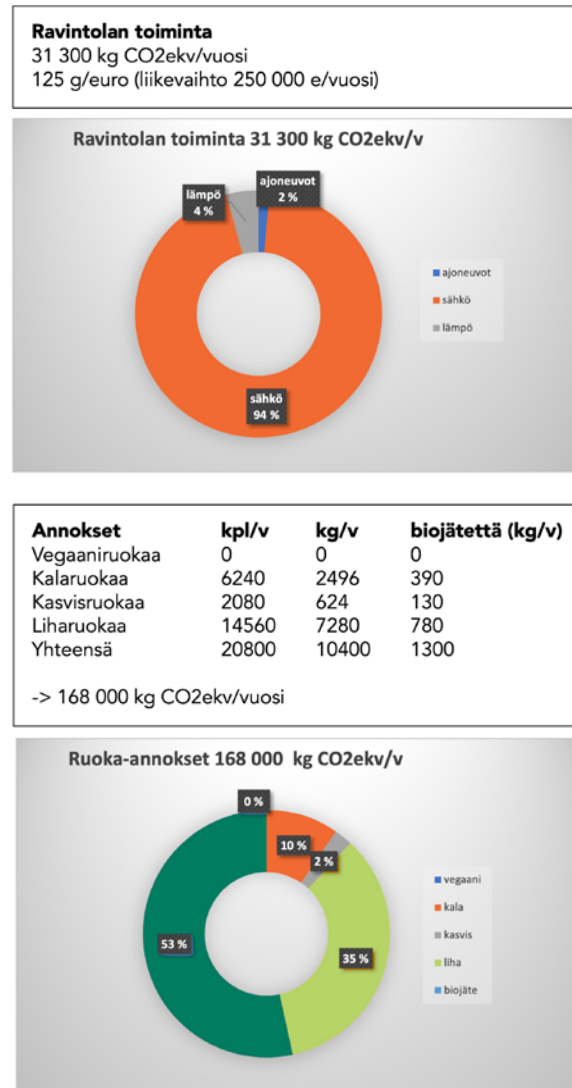 Ravintolan toiminta
31 300 kg CO2ekv/vuosi
125 g/euro (liikevaihto 250 000 e/vuosi)
Ravintolan toiminta 31 300 kg CO2ekv/v
lämpö
4 %
ajoneuvot
2 %
sähkö
94 %
ajoneuvot
sähkö
lämpö
Annokset kpl/v kg/v biojätettä (kg/v)
Vegaaniruokaa 0 0 0
Kalaruokaa 6240 2496 390
Kasvisruokaa 2080 624 130
Liharuokaa 14560 7280 780
Yhteensä 20800 10400 1300
-> 168 000 kg CO2ekv/vuosi
Ruoka-annokset 168 000 kg CO2ekv/v
0 %
10 %
2 %
53 %
35 %
vegaani
kala
kasvis
liha
biojäte